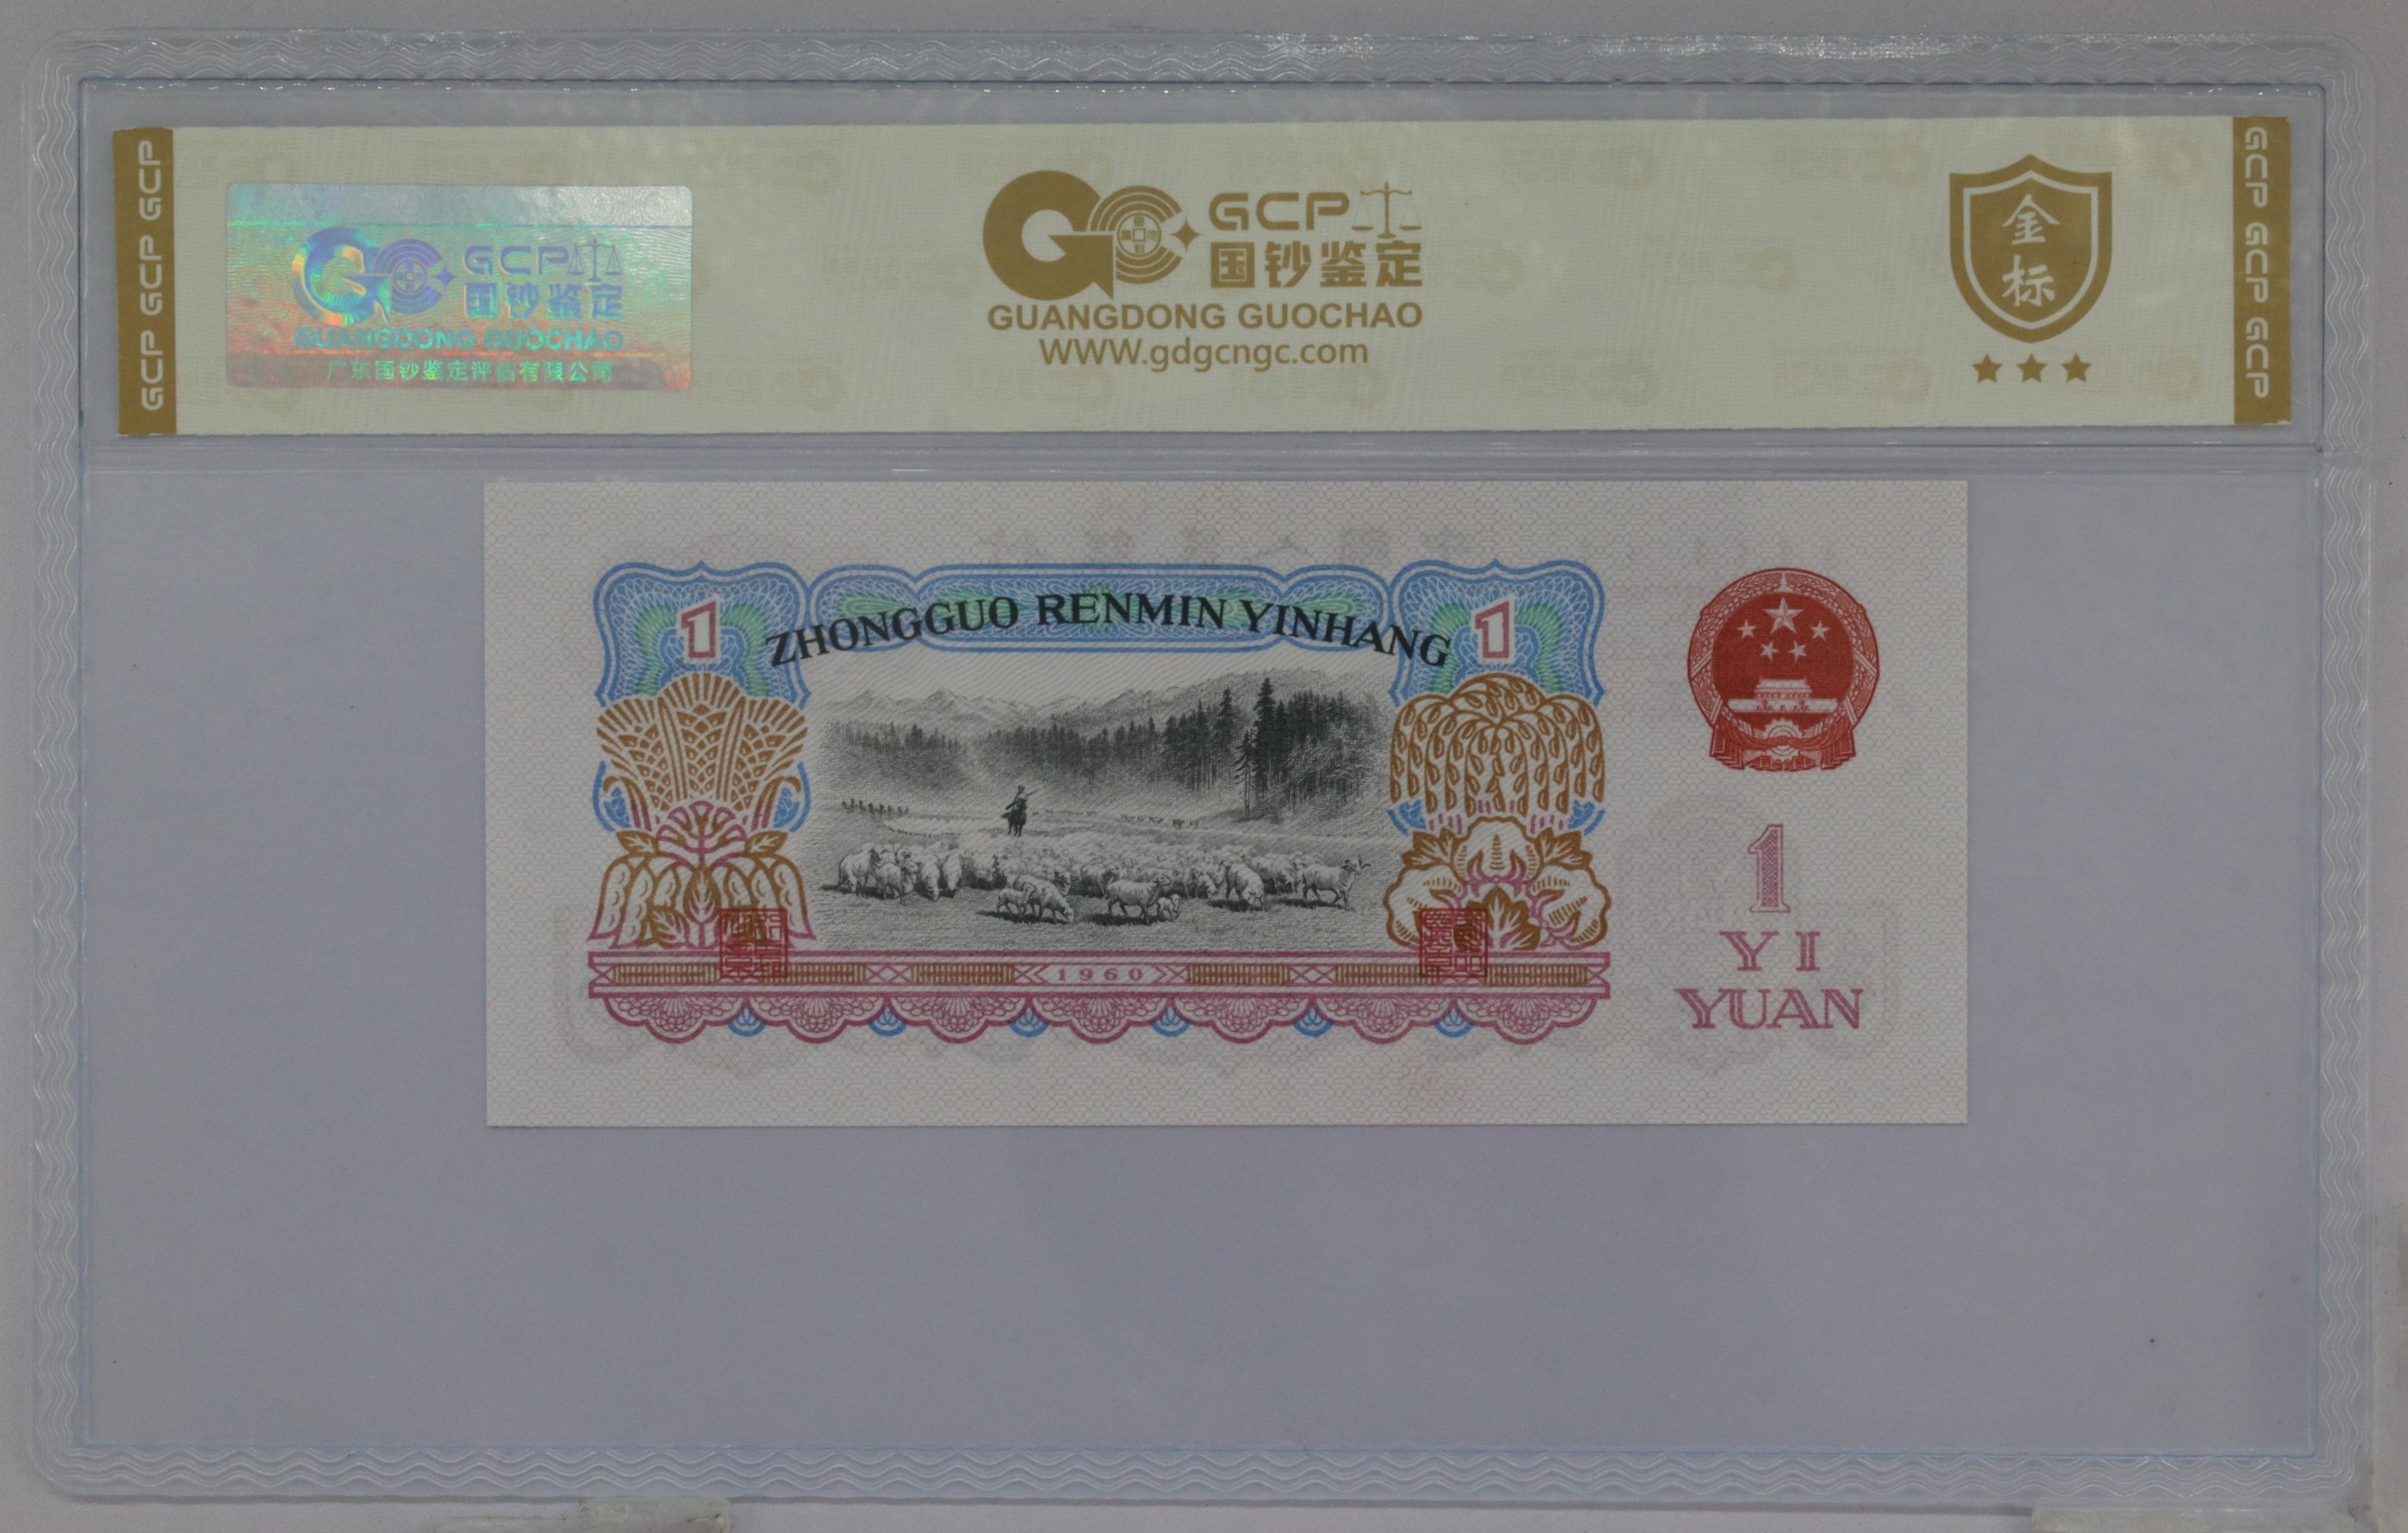 GCP GCP GCP
GCP
国钞鉴定
GUANGDONG GUOCHAO
广东国钞鉴定评估有限公司
GCP
国钞鉴定
GUANGDONG GUOCHAO
WWW.gdgcngc.com
金
标
GCP GCP GCP
1
ZHONGGUO RENMIN YINHANG
1
1
YI
YUAN
1960